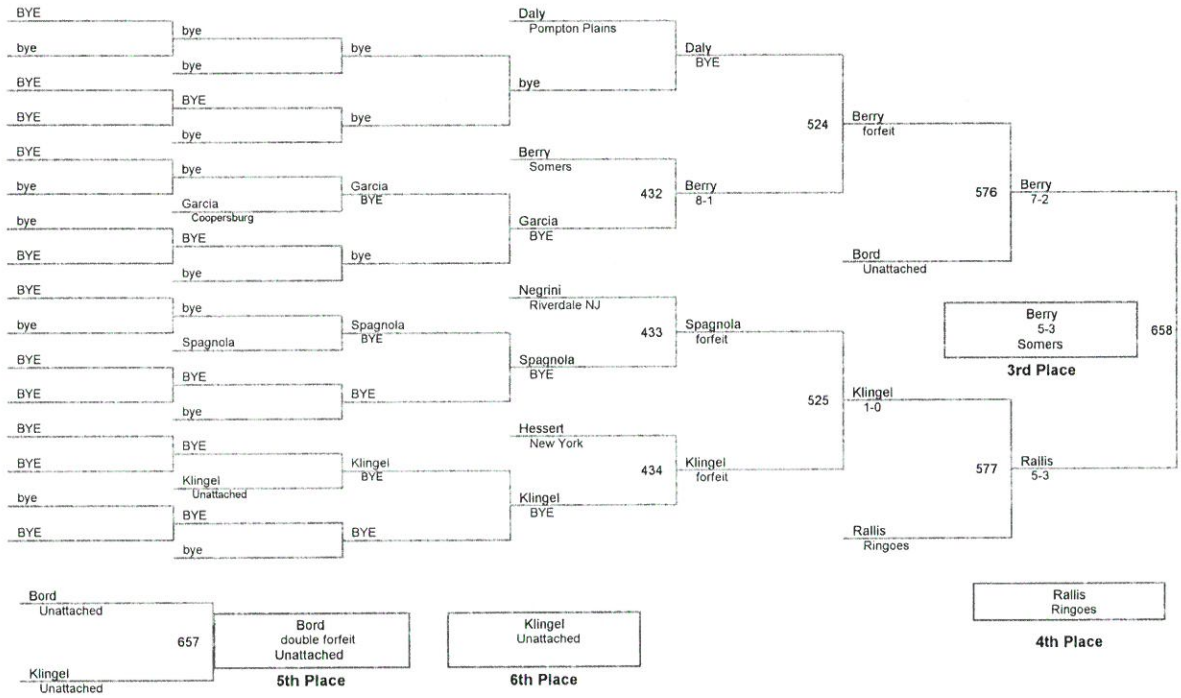 BYE
bye
BYE
BYE
BYE
bye
bye
BYE
BYE
bye
BYE
BYE
BYE
BYE
bye
BYE
bye
bye
BYE
bye
bye
Garcia
Coopersburg
BYE
bye
bye
Spagnola
BYE
bye
BYE
Klingel
Unattached
BYE
bye
bye
bye
Garcia
BYE
bye
Spagnola
BYE
BYE
Klingel
BYE
BYE
Daly
Pompton Plains
bye
Berry
Somers
432
Garcia
BYE
Negrini
Riverdale NJ
433
Spagnola
BYE
Hessert
New York
434
Klingel
BYE
Daly
BYE
524
Berry
8-1
Spagnola
forfeit
525
Klingel
forfeit
Berry
forfeit
576
Bord
Unattached
Klingel
1-0
577
Rallis
Ringoes
Berry
7-2
658
Rallis
5-3
Berry
5-3
Somers
3rd Place
Rallis
Ringoes
4th Place
Bord
Unattached
657
Klingel
Unattached
Bord
double forfeit
Unattached
5th Place
Klingel
Unattached
6th Place